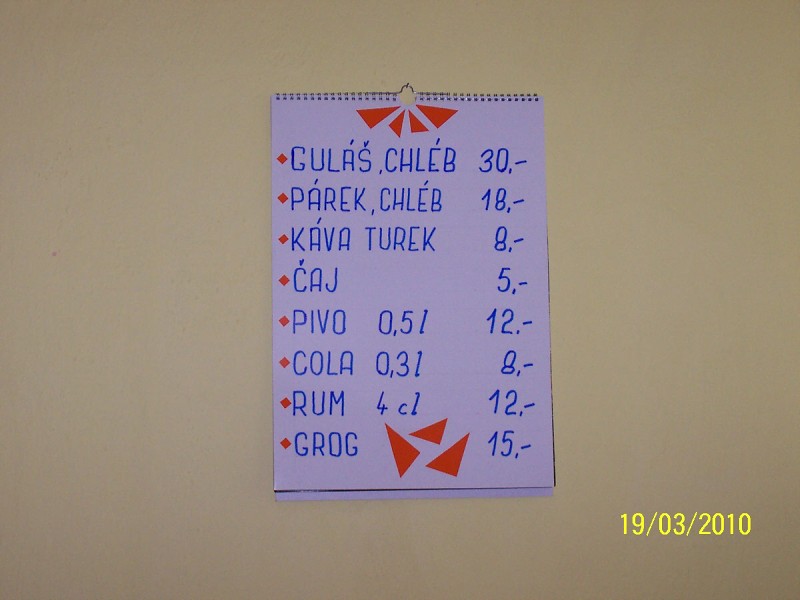 GULÁŠ, CHLÉB 30,-
PÁREK, CHLÉB 18,-
KÁVA TUREK 8,-
ČAJ 5,-
PIVO 0,5l 12.-
COLA 0,3l 8,-
RUM 4 cl 12,-
GROG 15,-
19/03/2010